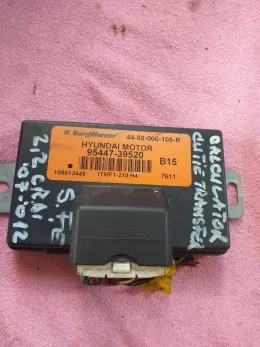 BorgWarner
44-50-000-105-R
HYUNDAI MOTOR
95447-39520
B15
105013445
ITMF1-210 H4
7611
CALCULATOR
CUTIE TRANSFER
S.FE
2.2 CRDI
07-012